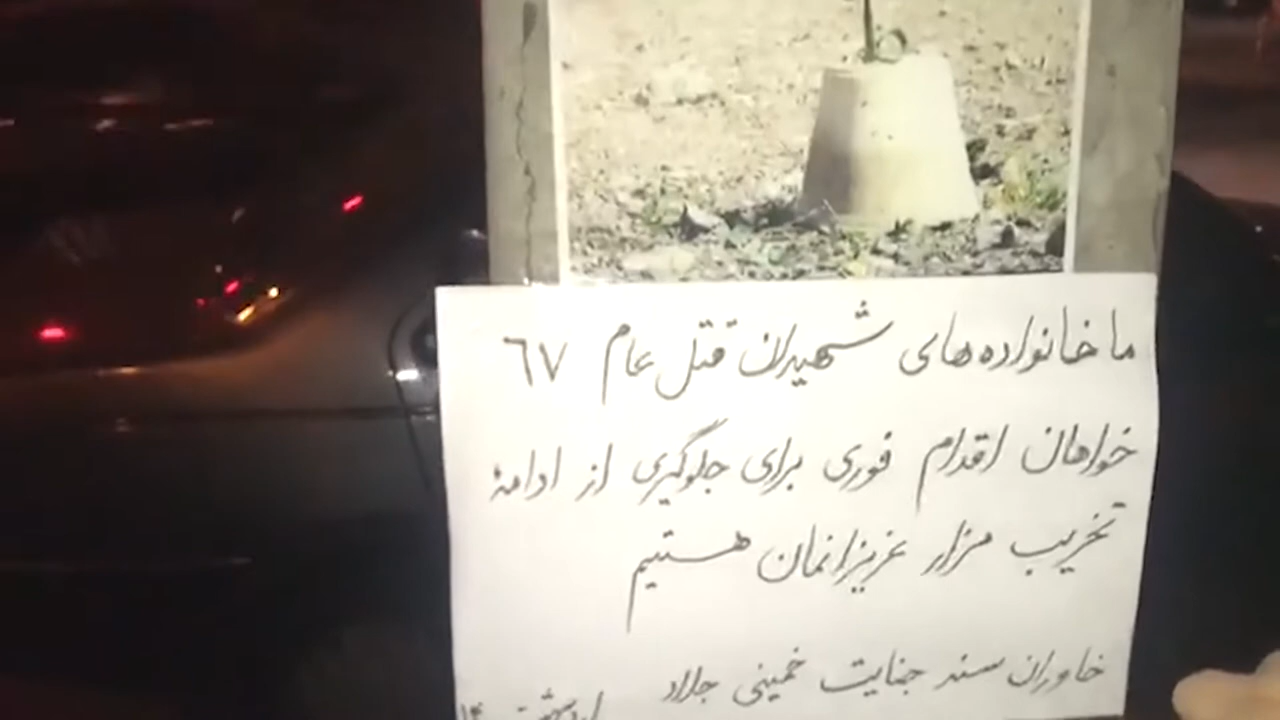 ما خانواده‌های شهیدان قتل عام ۶۷
خواهان اقدام فوری برای جلوگیری از ادامهٔ
تخریب مزار عزیزانمان هستیم
خاوران سند جنایت خمینی جلاد
اردیبهشت